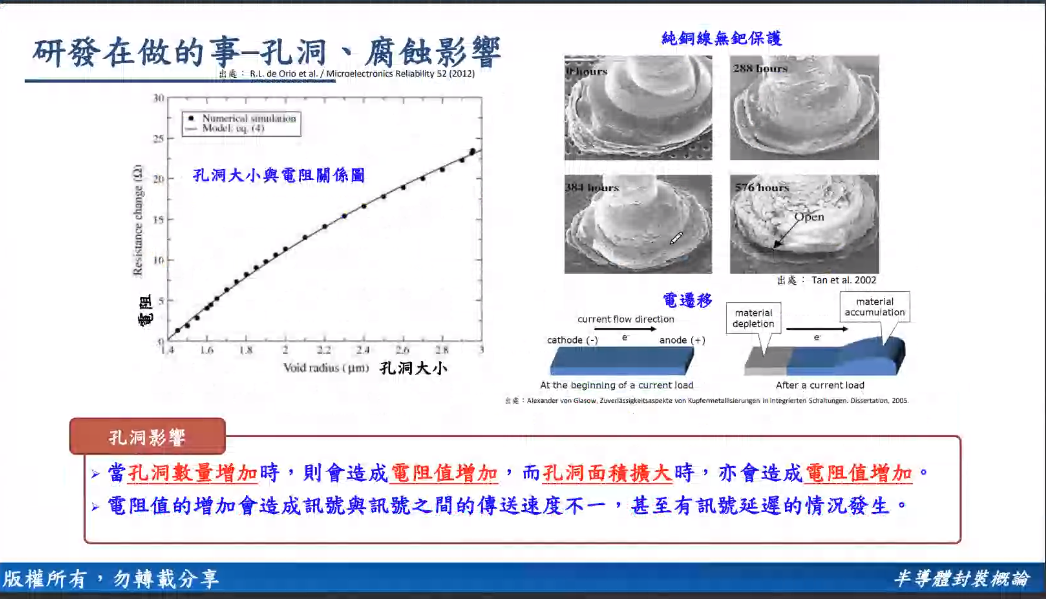 研發在做的事—孔洞、腐蝕影響
出處： R.L. de Orio et al. / Microelectronics Reliability 52 (2012)
30
25
20
15
10
5
0
Resistance change (Ω)
電阻
Numerical simulation
Model: eq. (4)
孔洞大小與電阻關係圖
1.4 1.6 1.8 2 2.2 2.4 2.6 2.8 3
Void radius (μm) 孔洞大小
純銅線無鈀保護
0 hours
288 hours
384 hours
576 hours
Open
出處： Tan et al. 2002
電遷移
current flow direction
cathode (-) e⁻ anode (+)
At the beginning of a current load
material
depletion
material
accumulation
e⁻
After a current load
出處：Alexander von Glasow, Zuverlässigkeitsaspekte von Kupfermetallisierungen in Integrierten Schaltungen. Dissertation, 2005.
孔洞影響
➢ 當孔洞數量增加時，則會造成電阻值增加，而孔洞面積擴大時，亦會造成電阻值增加。
➢ 電阻值的增加會造成訊號與訊號之間的傳送速度不一，甚至有訊號延遲的情況發生。
版權所有，勿轉載分享
半導體封裝概論